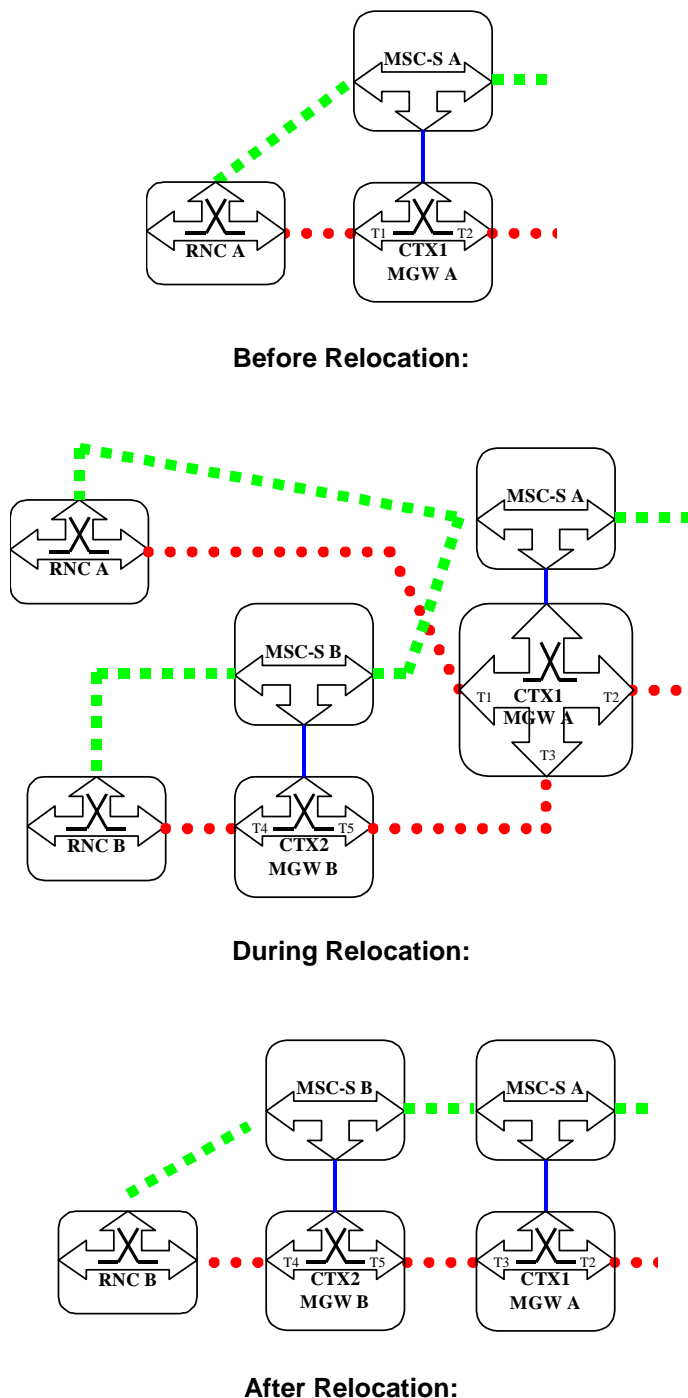 MSC-S A
RNC A
T1
T2
CTX1
MGW A
Before Relocation:
MSC-S A
RNC A
MSC-S B
T1
CTX1
T2
MGW A
T3
RNC B
T4
T5
CTX2
MGW B
During Relocation:
MSC-S B
MSC-S A
RNC B
T4
T5
CTX2
MGW B
T3
T2
CTX1
MGW A
After Relocation: